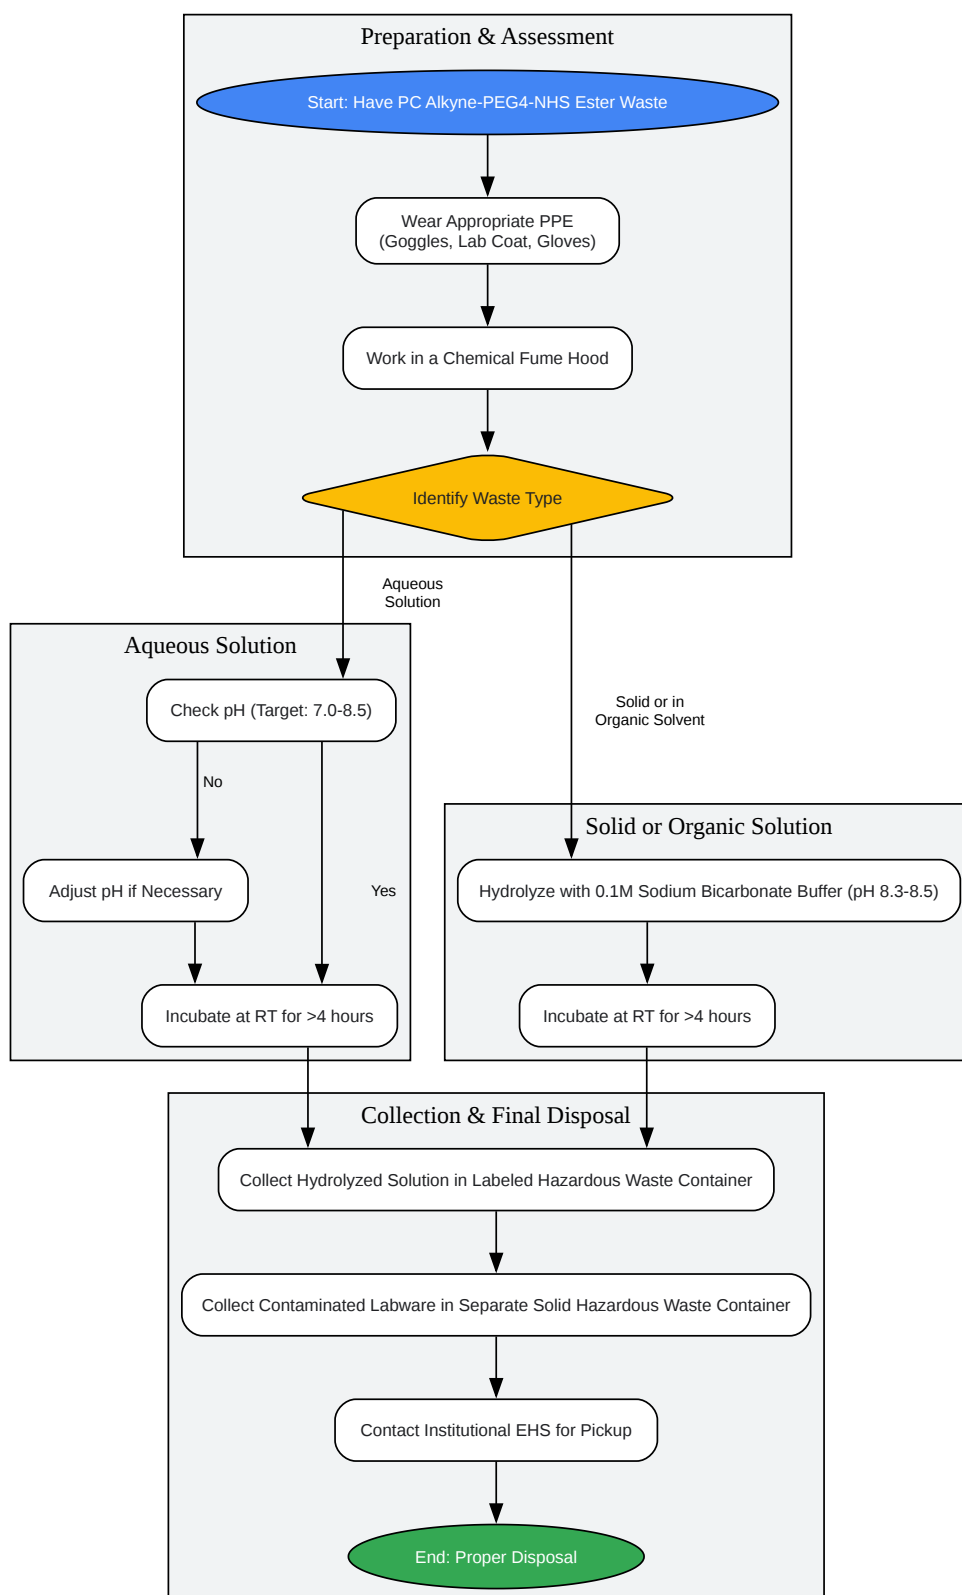 Preparation & Assessment
Start: Have PC Alkyne-PEG4-NHS Ester Waste
Wear Appropriate PPE
(Goggles, Lab Coat, Gloves)
Work in a Chemical Fume Hood
Identify Waste Type
Aqueous
Solution
Aqueous Solution
Check pH (Target: 7.0-8.5)
Solid or in
Organic Solvent
No
Solid or Organic Solution
Adjust pH if Necessary
Yes
Hydrolyze with 0.1M Sodium Bicarbonate Buffer (pH 8.3-8.5)
Incubate at RT for >4 hours
Incubate at RT for >4 hours
Collection & Final Disposal
Collect Hydrolyzed Solution in Labeled Hazardous Waste Container
Collect Contaminated Labware in Separate Solid Hazardous Waste Container
Contact Institutional EHS for Pickup
End: Proper Disposal